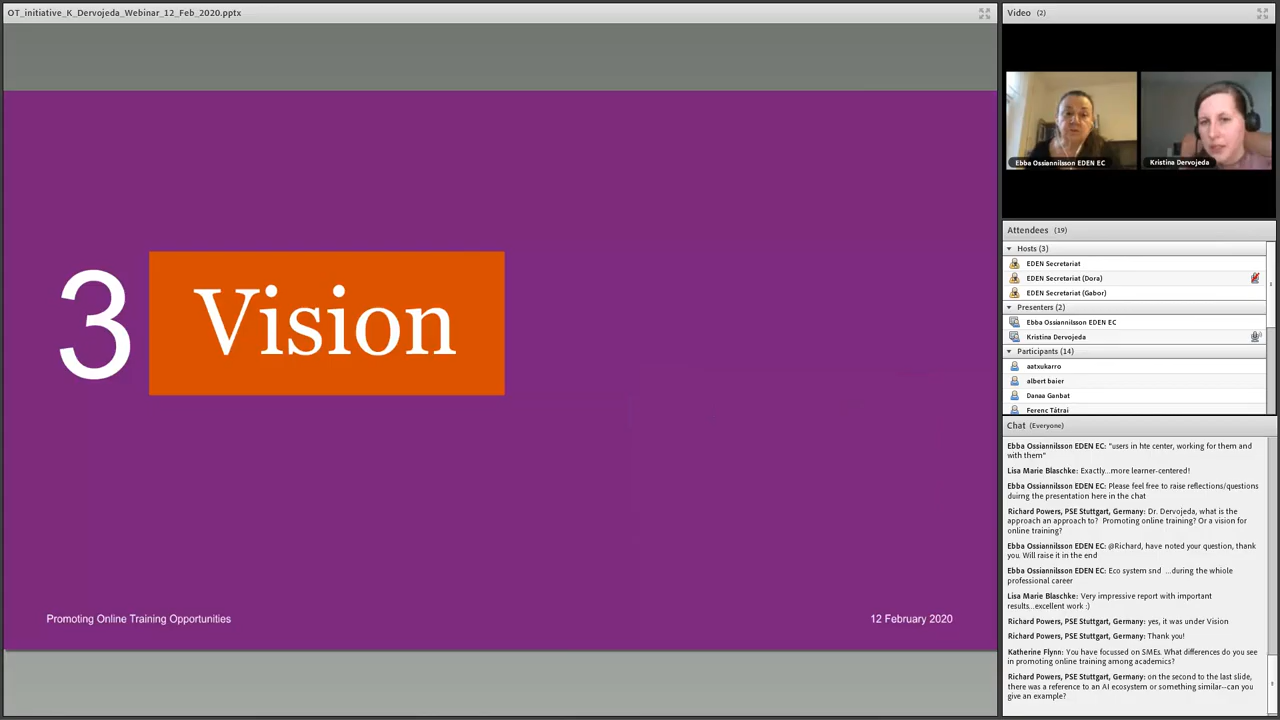 OT_initiative_K_Dervojeda_Webinar_12_Feb_2020.pptx
3 Vision
Promoting Online Training Opportunities
12 February 2020
Video (2)
Ebba Ossiannilsson EDEN EC
Kristina Dervojeda
Attendees (19)
Hosts (3)
EDEN Secretariat
EDEN Secretariat (Dora)
EDEN Secretariat (Gabor)
Presenters (2)
Ebba Ossiannilsson EDEN EC
Kristina Dervojeda
Participants (14)
aatxukarro
albert baier
Danaa Ganbat
Ferenc Tátrai
Chat (Everyone)
Ebba Ossiannilsson EDEN EC: "users in hte center, working for them and
with them"
Lisa Marie Blaschke: Exactly...more learner-centered!
Ebba Ossiannilsson EDEN EC: Please feel free to raise reflections/questions
duirng the presentation here in the chat
Richard Powers, PSE Stuttgart, Germany: Dr. Dervojeda, what is the
approach an approach to? Promoting online training? Or a vision for
online training?
Ebba Ossiannilsson EDEN EC: @Richard, have noted your question, thank
you. Will raise it in the end
Ebba Ossiannilsson EDEN EC: Eco system snd ...during the whiole
professional career
Lisa Marie Blaschke: Very impressive report with important
results...excellent work :)
Richard Powers, PSE Stuttgart, Germany: yes, it was under Vision
Richard Powers, PSE Stuttgart, Germany: Thank you!
Katherine Flynn: You have focussed on SMEs. What differences do you see
in promoting online training among academics?
Richard Powers, PSE Stuttgart, Germany: on the second to the last slide,
there was a reference to an AI ecosystem or something similar--can you
give an example?